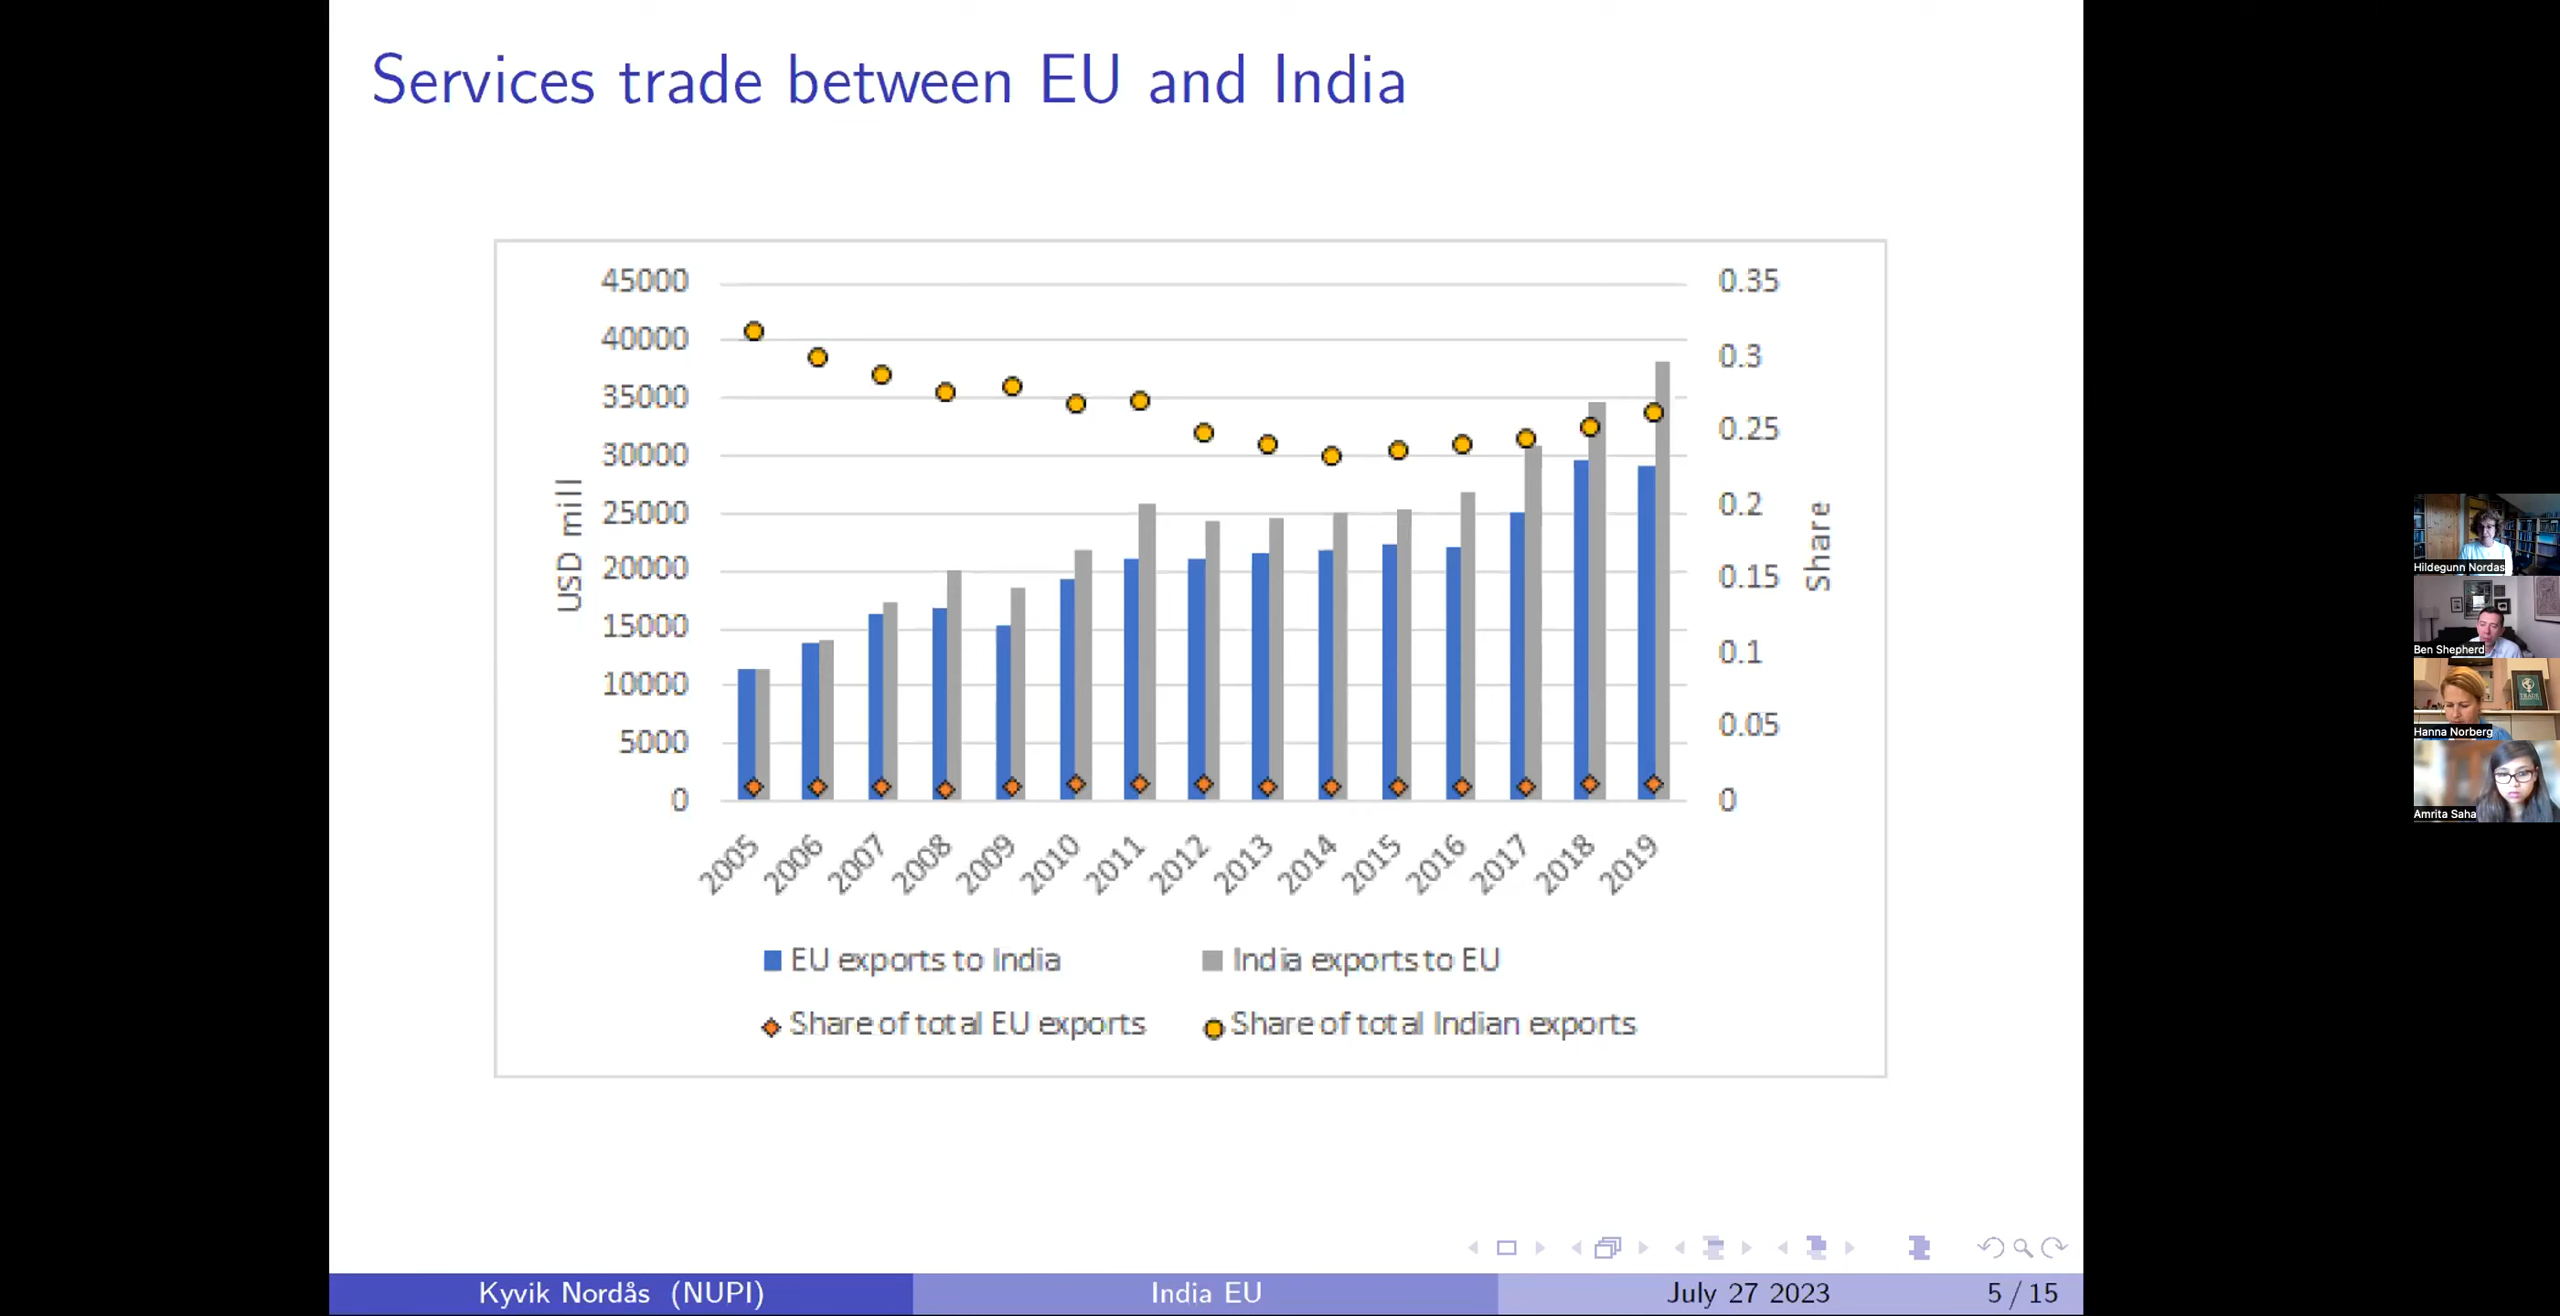 Services trade between EU and India
45000
40000
35000
30000
25000
20000
15000
10000
5000
0
USD mill
0.35
0.3
0.25
0.2
0.15
0.1
0.05
0
Share
2005 2006 2007 2008 2009 2010 2011 2012 2013 2014 2015 2016 2017 2018 2019
EU exports to India
India exports to EU
Share of total EU exports
Share of total Indian exports
Kyvik Nordås (NUPI)
India EU
July 27 2023
5 / 15
Hildegunn Nordas
Ben Shepherd
Hanna Norberg
TRADE
Amrita Saha